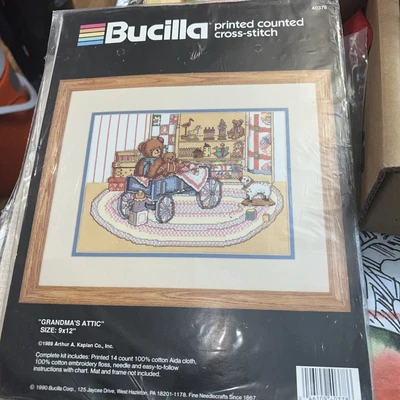 40378
Bucilla printed counted
cross-stitch
"GRANDMA'S ATTIC"
SIZE: 9x12"
©1989 Arthur A. Kaplan Co., Inc.
Complete kit includes: Printed 14 count 100% cotton Aida cloth,
100% cotton embroidery floss, needle and easy-to-follow
instructions with chart. Mat and frame not included.
© 1990 Bucilla Corp., 125 Jaycee Drive, West Hazleton, PA 18201-1178. Fine Needlecrafts Since 1867